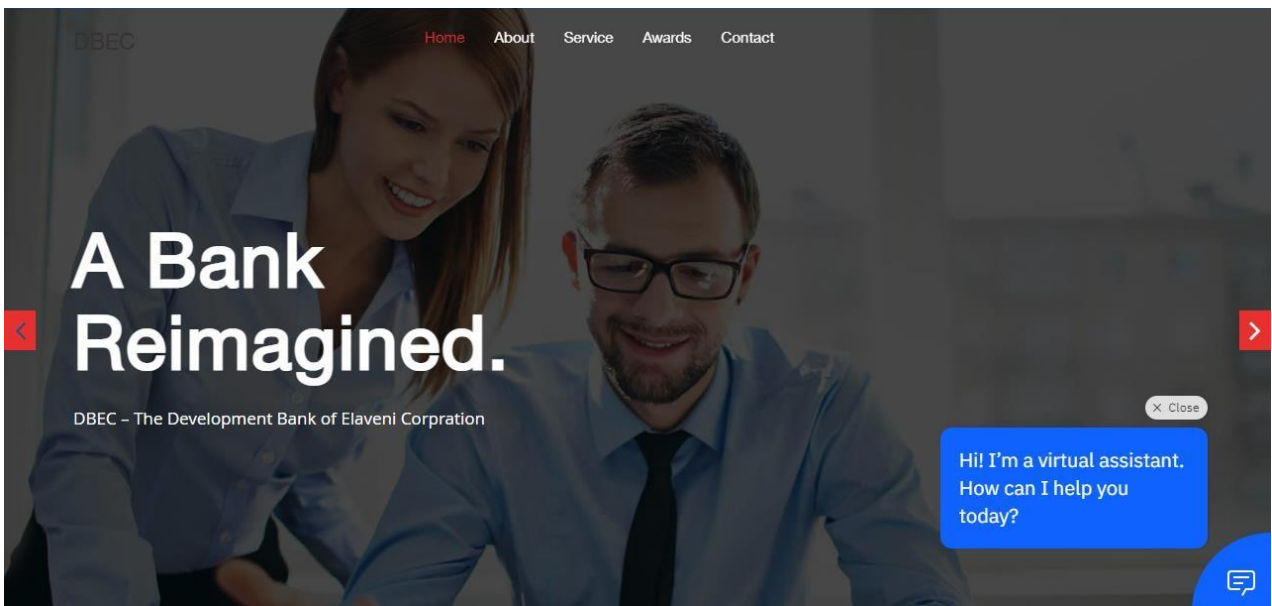 DBEC
Home About Service Awards Contact
A Bank
Reimagined.
DBEC – The Development Bank of Elaveni Corpration
× Close
Hi! I'm a virtual assistant.
How can I help you
today?